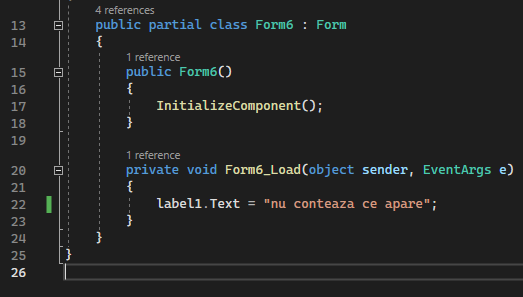 4 references
13 public partial class Form6 : Form
14 {
1 reference
15 public Form6()
16 {
17 InitializeComponent();
18 }
19
1 reference
20 private void Form6_Load(object sender, EventArgs e)
21 {
22 label1.Text = "nu conteaza ce apare";
23 }
24 }
25 }
26